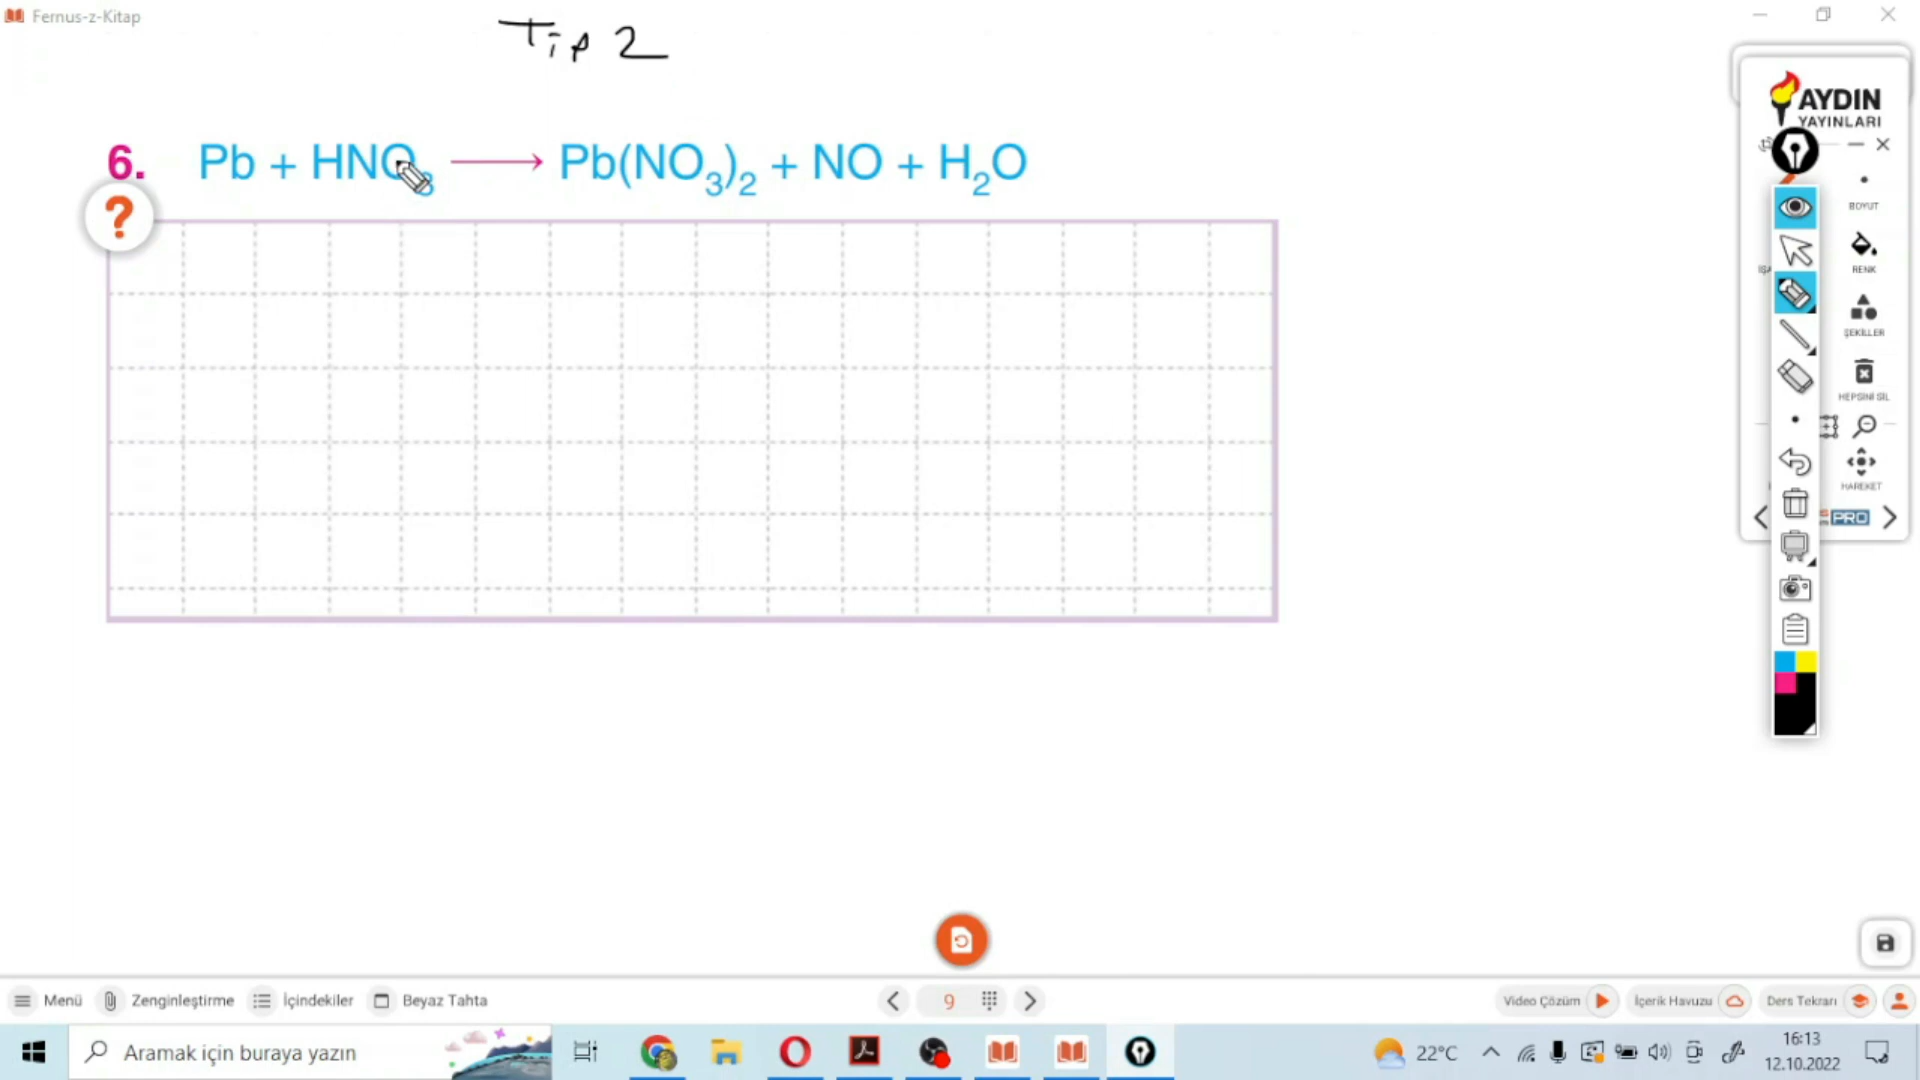 Fernus-z-Kitap
Tip 2
AYDIN
YAYINLARI
6. Pb + HNO3 → Pb(NO3)2 + NO + H2O
?
BOYUT
RENK
ŞEKİLLER
HEPSİNİ SİL
HAREKET
PRO
Menü
Zenginleştirme
İçindekiler
Beyaz Tahta
9
Video Çözüm
İçerik Havuzu
Ders Tekrarı
Aramak için buraya yazın
22°C
16:13
12.10.2022